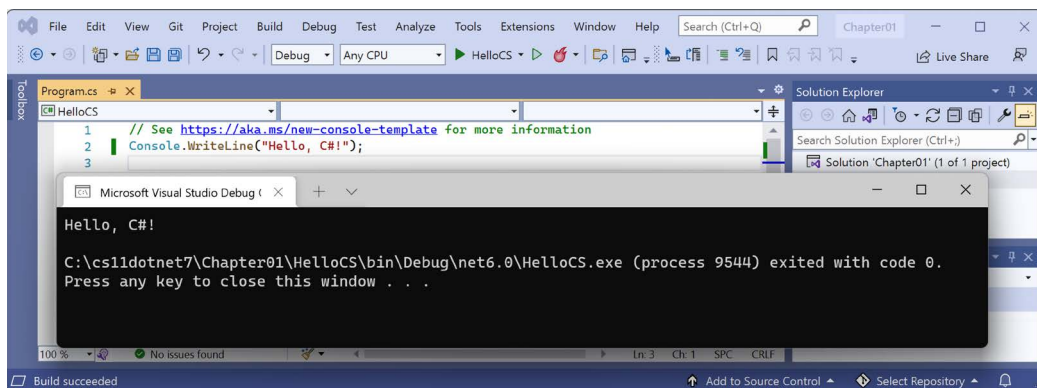 File Edit View Git Project Build Debug Test Analyze Tools Extensions Window Help Search (Ctrl+Q) Chapter01
Debug Any CPU HelloCS Live Share
Toolbox
Program.cs
Solution Explorer
HelloCS
1 // See https://aka.ms/new-console-template for more information
2 Console.WriteLine("Hello, C#!");
3
Search Solution Explorer (Ctrl+;)
Solution 'Chapter01' (1 of 1 project)
Microsoft Visual Studio Debug
Hello, C#!
C:\cs11dotnet7\Chapter01\HelloCS\bin\Debug\net6.0\HelloCS.exe (process 9544) exited with code 0.
Press any key to close this window . . .
100 % No issues found Ln: 3 Ch: 1 SPC CRLF
Build succeeded Add to Source Control Select Repository